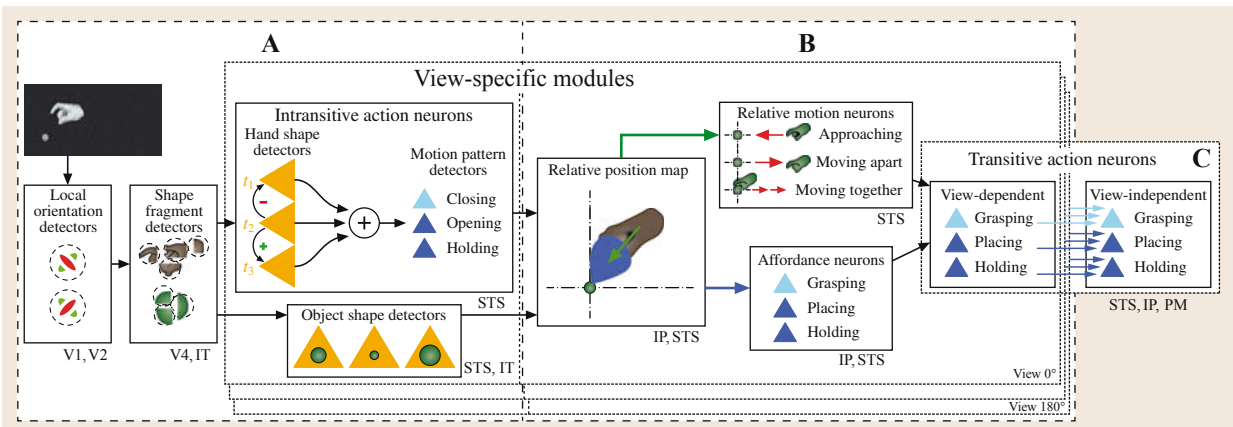 A
B
View-specific modules
Intransitive action neurons
Hand shape
detectors
t1
−
t2
+
t3
+
Motion pattern
detectors
Closing
Opening
Holding
STS
Local
orientation
detectors
V1, V2
Shape
fragment
detectors
V4, IT
Object shape detectors
STS, IT
Relative position map
IP, STS
Relative motion neurons
Approaching
Moving apart
Moving together
STS
Affordance neurons
Grasping
Placing
Holding
IP, STS
Transitive action neurons
C
View-dependent
Grasping
Placing
Holding
View-independent
Grasping
Placing
Holding
STS, IP, PM
View 0°
View 180°